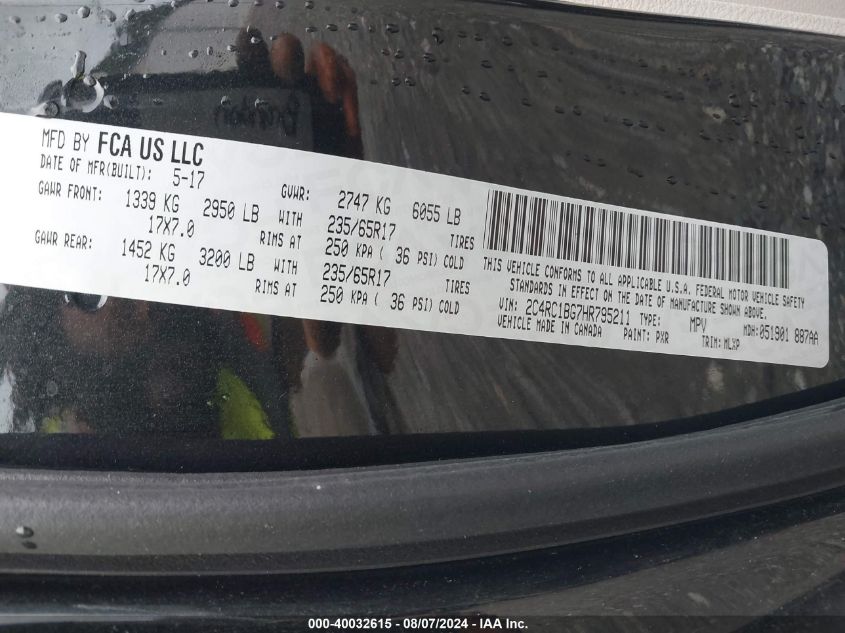 MFD BY FCA US LLC
DATE OF MFR(BUILT): 5-17 GVWR: 2747 KG 6055 LB
GAWR FRONT: 1339 KG 2950 LB WITH 235/65R17 TIRES
17X7.0 RIMS AT 250 KPA ( 36 PSI) COLD
GAWR REAR: 1452 KG 3200 LB WITH 235/65R17 TIRES
17X7.0 RIMS AT 250 KPA ( 36 PSI) COLD
THIS VEHICLE CONFORMS TO ALL APPLICABLE U.S.A. FEDERAL MOTOR VEHICLE SAFETY
STANDARDS IN EFFECT ON THE DATE OF MANUFACTURE SHOWN ABOVE.
VIN: 2C4RC1BG7HR795211 TYPE: MPV MDH:051901 887AA
VEHICLE MADE IN CANADA PAINT: PXR TRIM: MLXP
000-40032615 - 08/07/2024 - IAAI.com